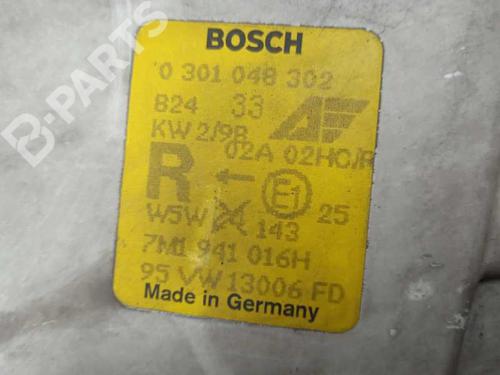 B-PARTS
BOSCH
0 301 048 302
824 33
KW 2/98 AF
02A 02HC/R
R ← E1 25
W5W 143
7M1 941 016H
95 VW 13006 FD
Made in Germany